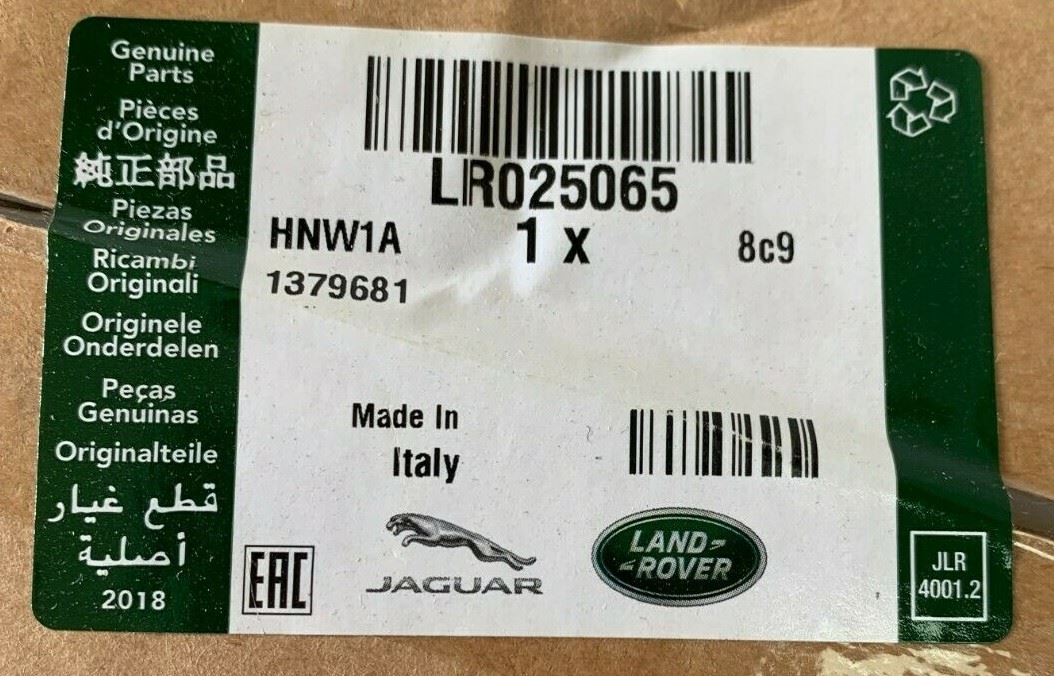 Genuine
Parts
Pièces
d'Origine
純正部品
Piezas
Originales
Ricambi
Originali
Originele
Onderdelen
Peças
Genuinas
Originalteile
قطع غيار
أصلية
2018
LR025065
HNW1A
1 X
8c9
1379681
Made In
Italy
EAC
JAGUAR
LAND-
-ROVER
JLR
4001.2